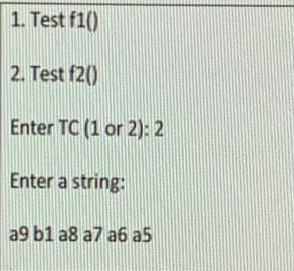 1. Test f1()
2. Test f2()
Enter TC (1 or 2): 2
Enter a string:
a9 b1 a8 a7 a6 a5